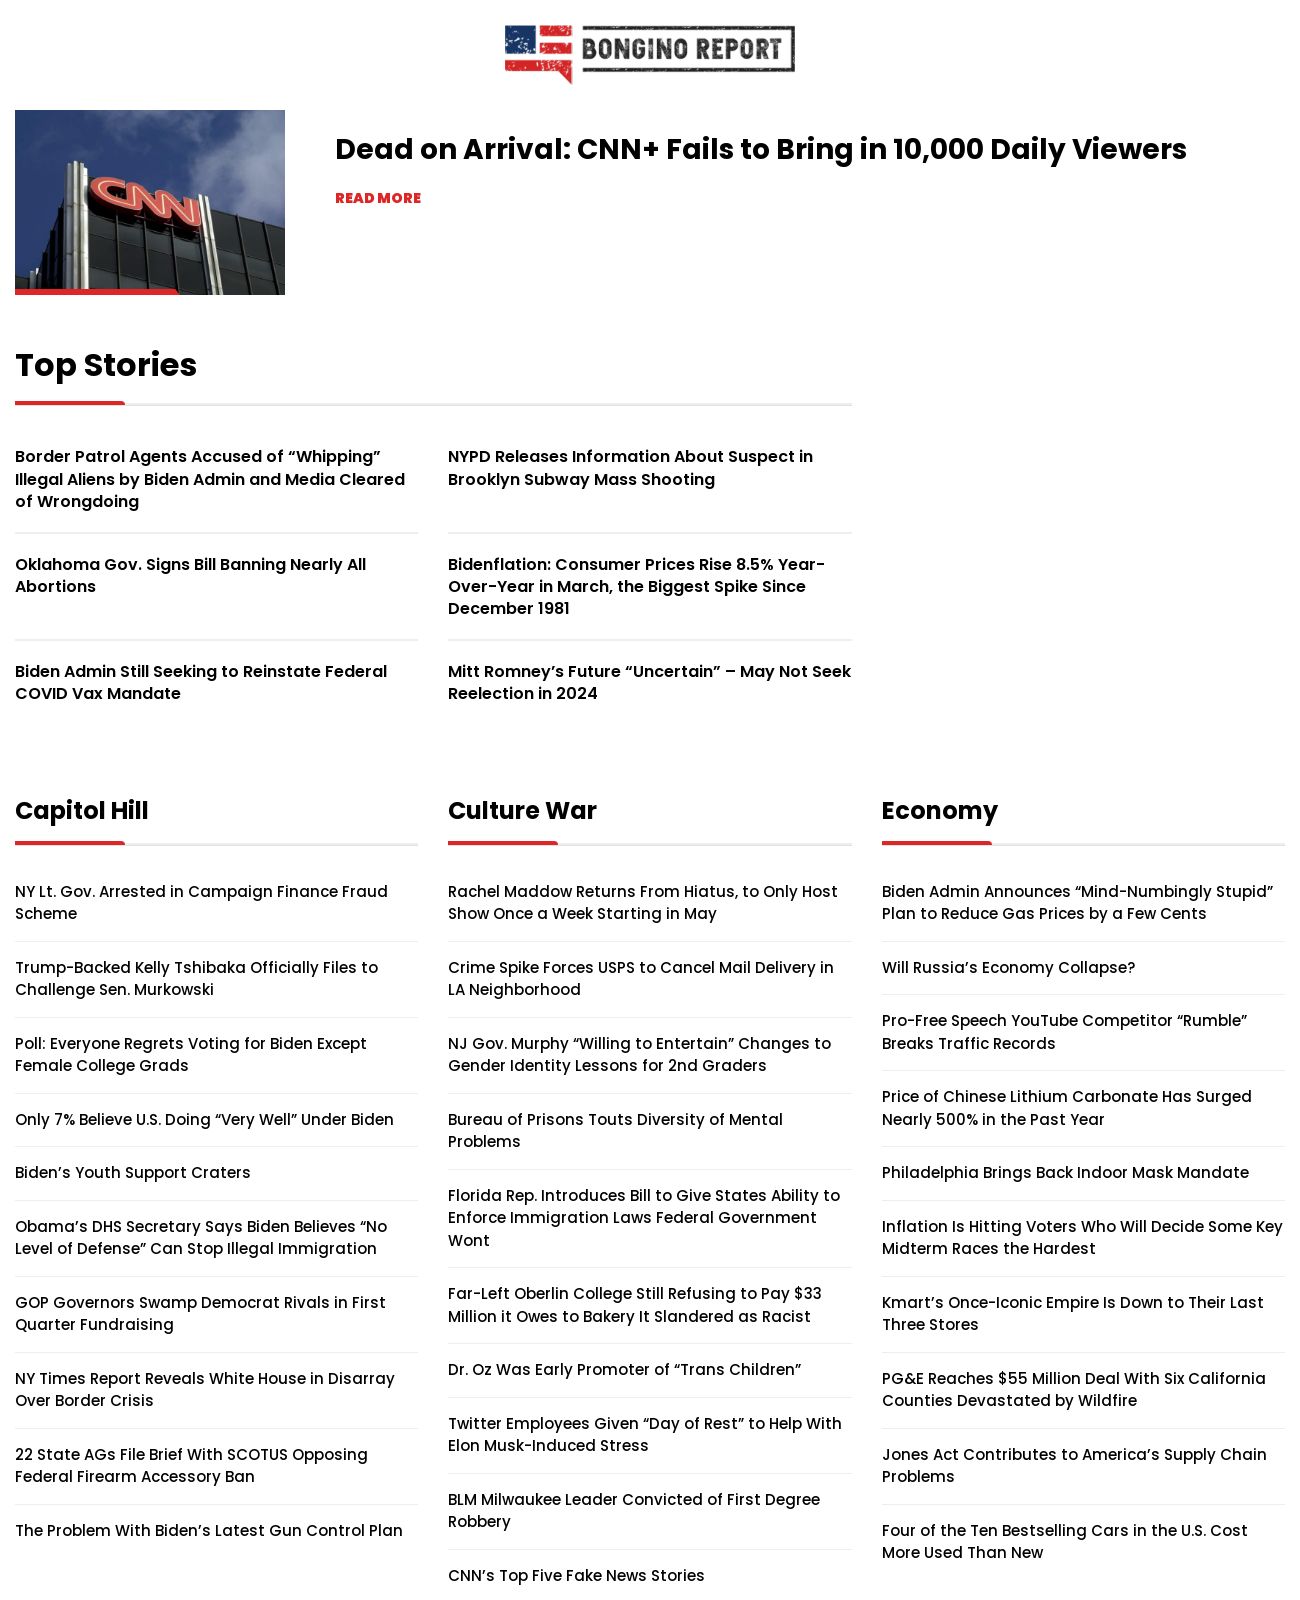 BONGINO REPORT
CNN
Dead on Arrival: CNN+ Fails to Bring in 10,000 Daily Viewers
READ MORE
Top Stories
Border Patrol Agents Accused of “Whipping”
Illegal Aliens by Biden Admin and Media Cleared
of Wrongdoing
NYPD Releases Information About Suspect in
Brooklyn Subway Mass Shooting
Oklahoma Gov. Signs Bill Banning Nearly All
Abortions
Bidenflation: Consumer Prices Rise 8.5% Year-
Over-Year in March, the Biggest Spike Since
December 1981
Biden Admin Still Seeking to Reinstate Federal
COVID Vax Mandate
Mitt Romney’s Future “Uncertain” – May Not Seek
Reelection in 2024
Capitol Hill
NY Lt. Gov. Arrested in Campaign Finance Fraud
Scheme
Trump-Backed Kelly Tshibaka Officially Files to
Challenge Sen. Murkowski
Poll: Everyone Regrets Voting for Biden Except
Female College Grads
Only 7% Believe U.S. Doing “Very Well” Under Biden
Biden’s Youth Support Craters
Obama’s DHS Secretary Says Biden Believes “No
Level of Defense” Can Stop Illegal Immigration
GOP Governors Swamp Democrat Rivals in First
Quarter Fundraising
NY Times Report Reveals White House in Disarray
Over Border Crisis
22 State AGs File Brief With SCOTUS Opposing
Federal Firearm Accessory Ban
The Problem With Biden’s Latest Gun Control Plan
Culture War
Rachel Maddow Returns From Hiatus, to Only Host
Show Once a Week Starting in May
Crime Spike Forces USPS to Cancel Mail Delivery in
LA Neighborhood
NJ Gov. Murphy “Willing to Entertain” Changes to
Gender Identity Lessons for 2nd Graders
Bureau of Prisons Touts Diversity of Mental
Problems
Florida Rep. Introduces Bill to Give States Ability to
Enforce Immigration Laws Federal Government
Wont
Far-Left Oberlin College Still Refusing to Pay $33
Million it Owes to Bakery It Slandered as Racist
Dr. Oz Was Early Promoter of “Trans Children”
Twitter Employees Given “Day of Rest” to Help With
Elon Musk-Induced Stress
BLM Milwaukee Leader Convicted of First Degree
Robbery
CNN’s Top Five Fake News Stories
Economy
Biden Admin Announces “Mind-Numbingly Stupid”
Plan to Reduce Gas Prices by a Few Cents
Will Russia’s Economy Collapse?
Pro-Free Speech YouTube Competitor “Rumble”
Breaks Traffic Records
Price of Chinese Lithium Carbonate Has Surged
Nearly 500% in the Past Year
Philadelphia Brings Back Indoor Mask Mandate
Inflation Is Hitting Voters Who Will Decide Some Key
Midterm Races the Hardest
Kmart’s Once-Iconic Empire Is Down to Their Last
Three Stores
PG&E Reaches $55 Million Deal With Six California
Counties Devastated by Wildfire
Jones Act Contributes to America’s Supply Chain
Problems
Four of the Ten Bestselling Cars in the U.S. Cost
More Used Than New